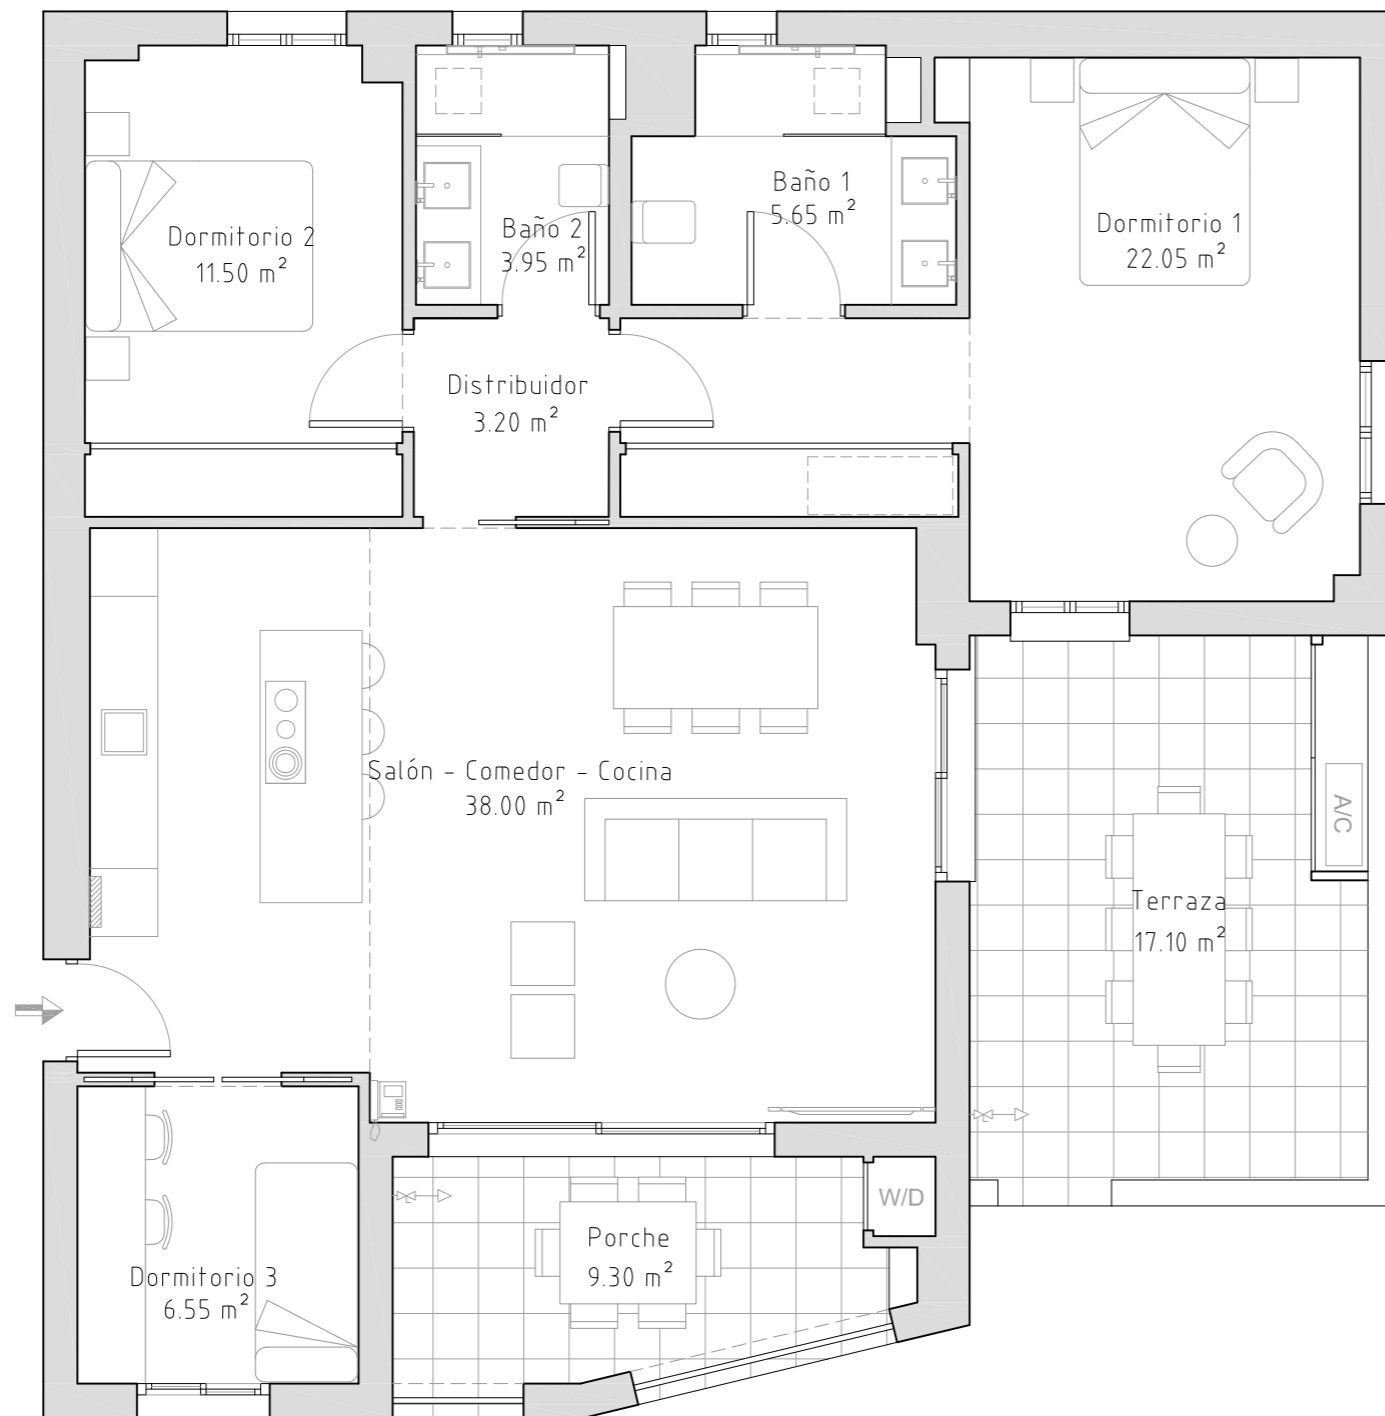 Baño 1
5.65 m²
Dormitorio 2
11.50 m²
Baño 2
3.95 m²
Dormitorio 1
22.05 m²
Distribuidor
3.20 m²
Salón - Comedor - Cocina
38.00 m²
A/C
Terraza
17.10 m²
W/D
Porche
9.30 m²
Dormitorio 3
6.55 m²